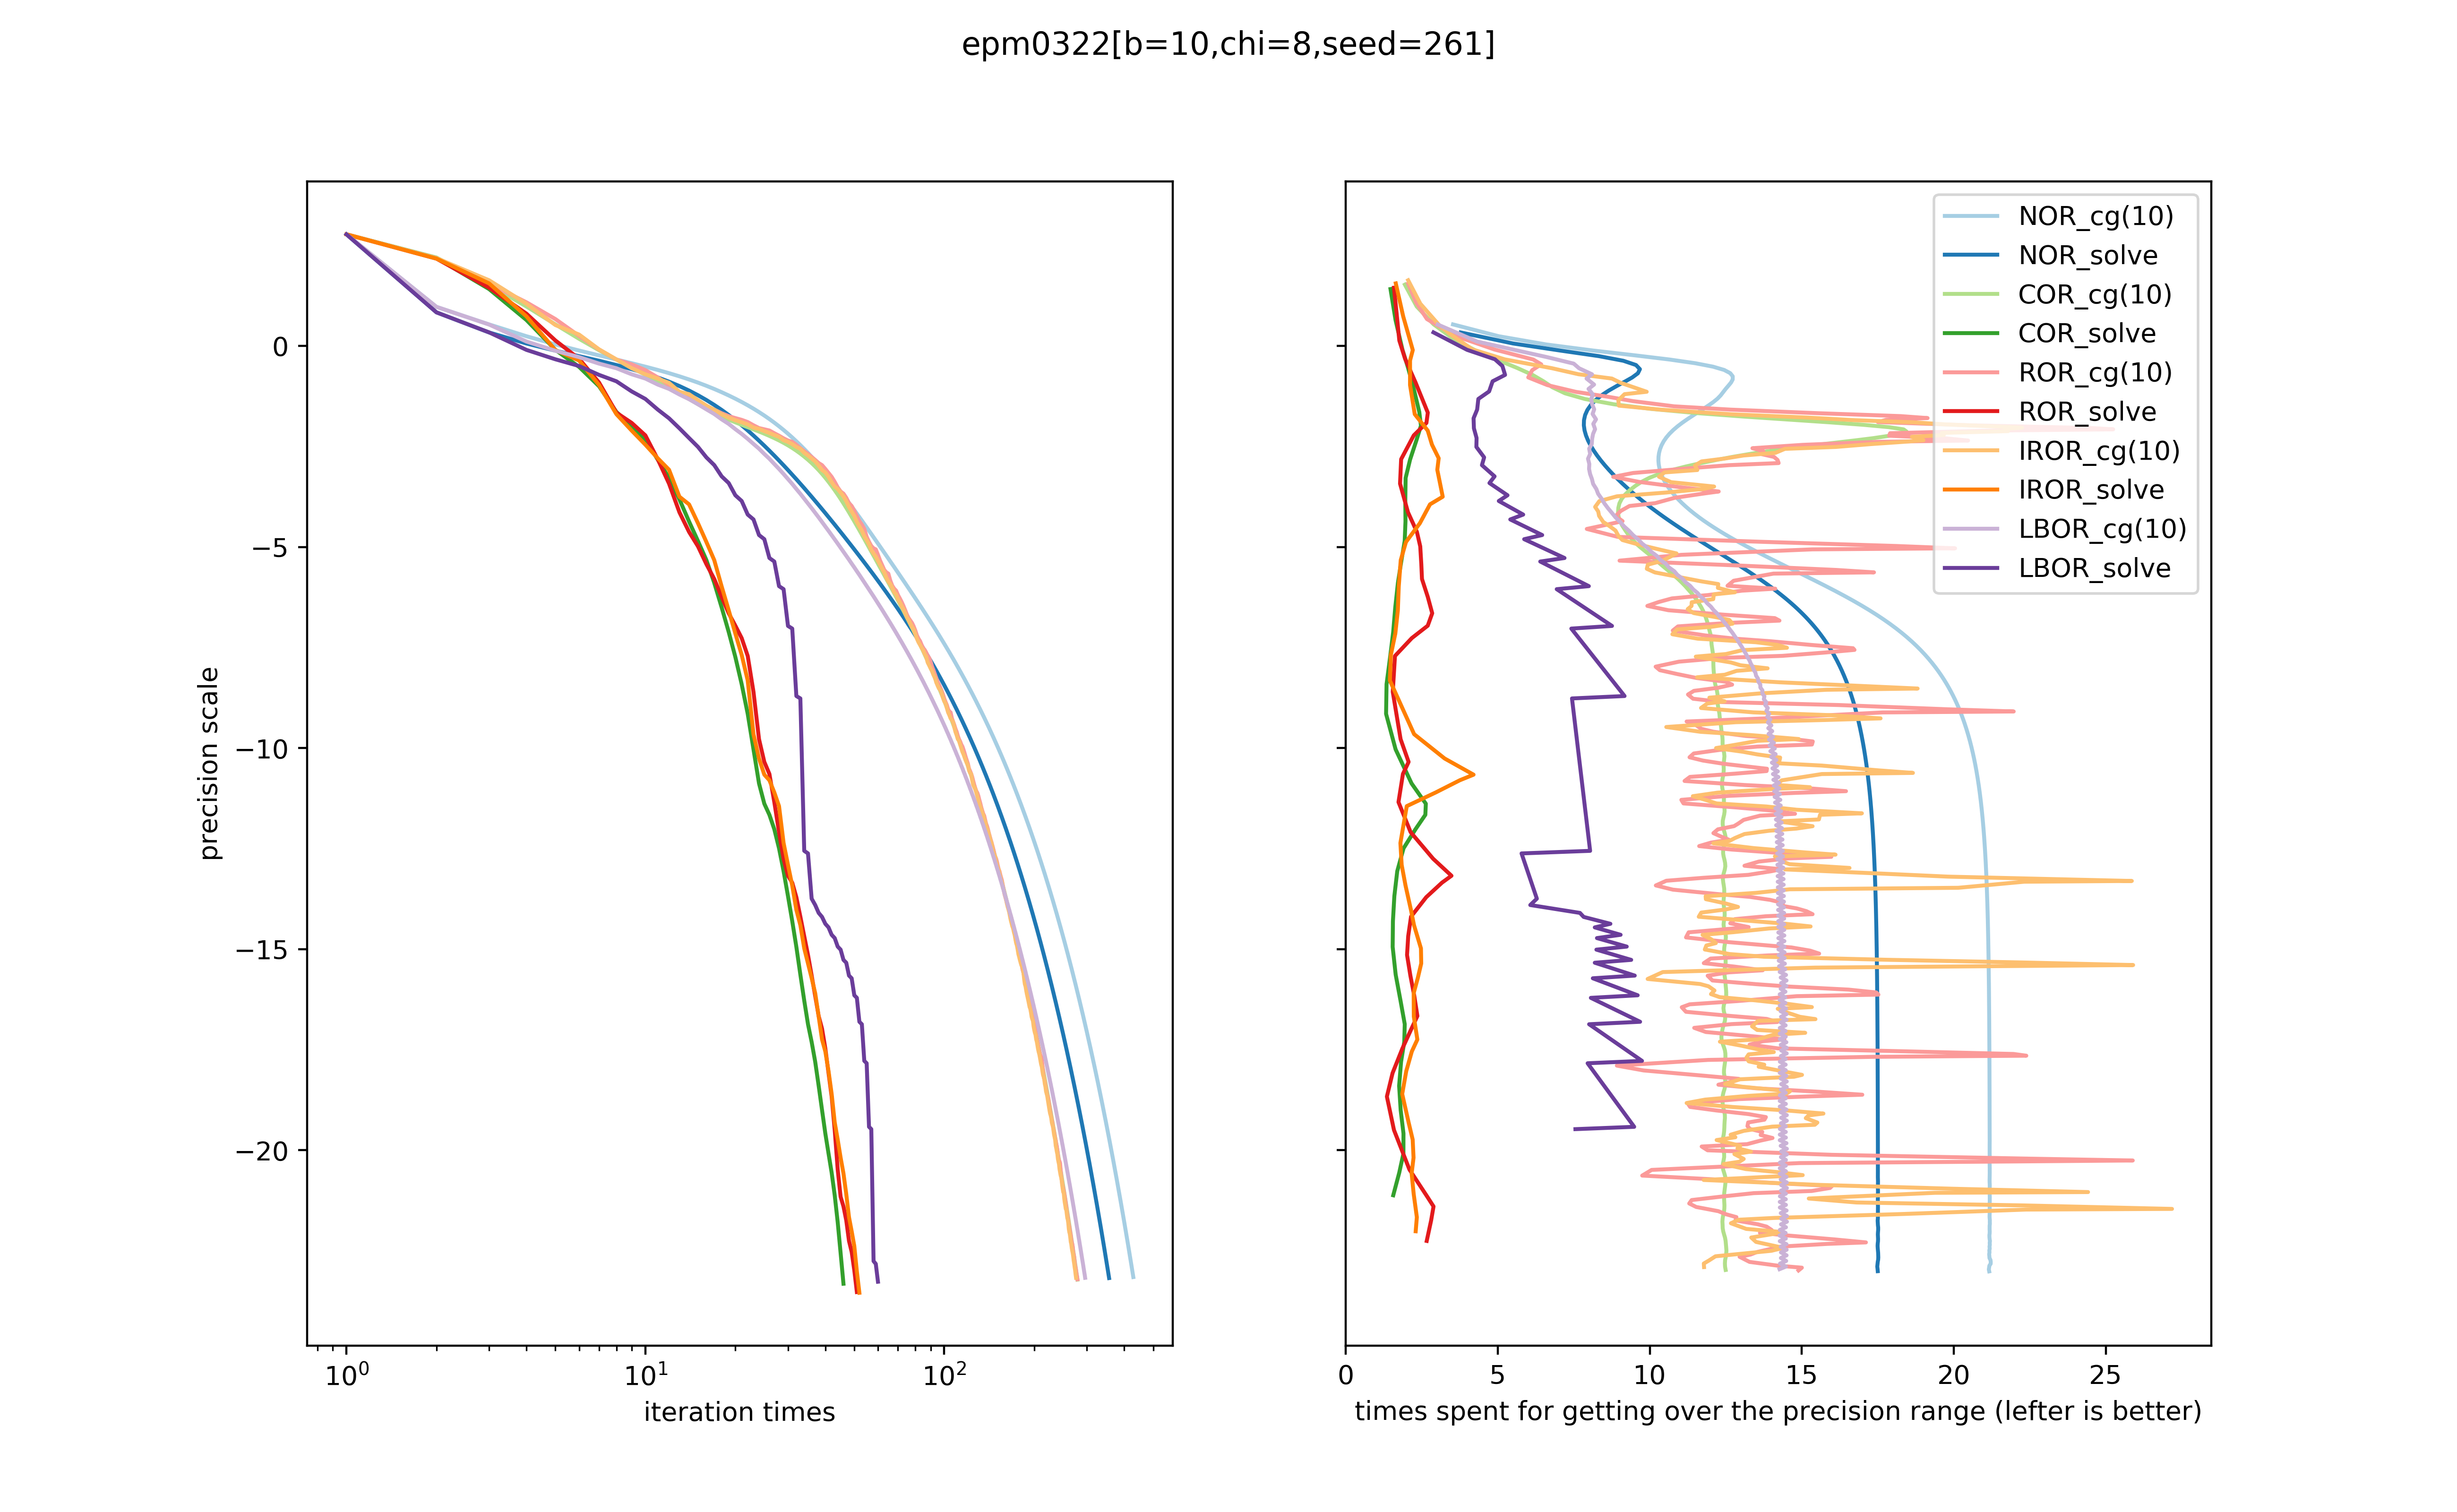 epm0322[b=10,chi=8,seed=261]
precision scale
0
−5
−10
−15
−20
10⁰
10¹
10²
iteration times
NOR_cg(10)
NOR_solve
COR_cg(10)
COR_solve
ROR_cg(10)
ROR_solve
IROR_cg(10)
IROR_solve
LBOR_cg(10)
LBOR_solve
0
5
10
15
20
25
times spent for getting over the precision range (lefter is better)